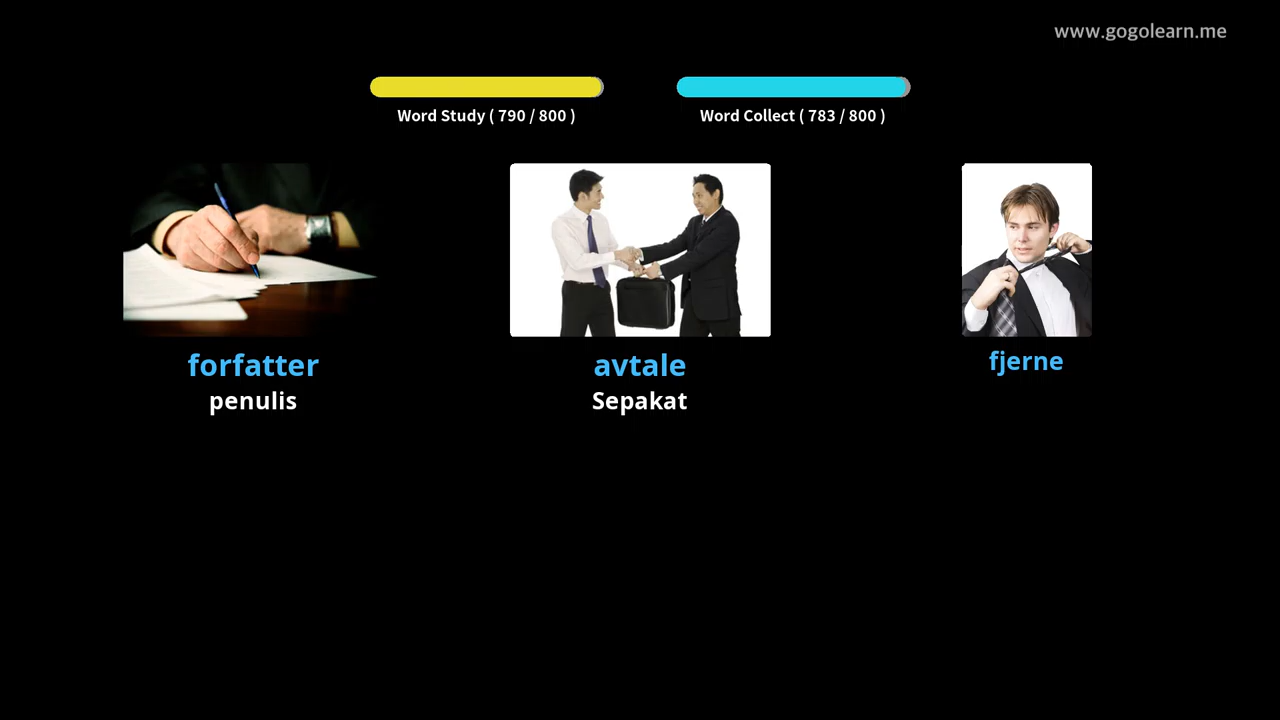 www.gogolearn.me
Word Study ( 790 / 800 )
Word Collect ( 783 / 800 )
forfatter
penulis
avtale
Sepakat
fjerne